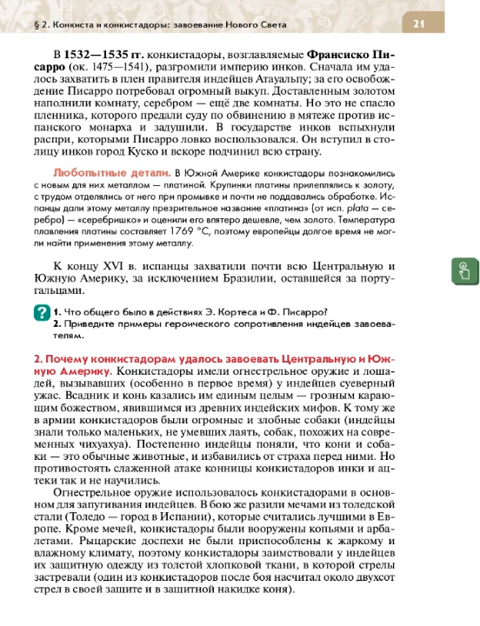 § 2. Конкиста и конкистадоры: завоевание Нового Света
21
В 1532—1535 гг. конкистадоры, возглавляемые Франсиско Пи-
сарро (ок. 1475—1541), разгромили империю инков. Сначала им уда-
лось захватить в плен правителя индейцев Атауальпу; за его освобож-
дение Писарро потребовал огромный выкуп. Доставленным золотом
наполнили комнату, серебром — ещё две комнаты. Но это не спасло
пленника, которого предали суду по обвинению в мятеже против ис-
панского монарха и задушили. В государстве инков вспыхнули
распри, которыми Писарро ловко воспользовался. Он вступил в сто-
лицу инков город Куско и вскоре подчинил всю страну.
Любопытные детали. В Южной Америке конкистадоры познакомились
с новым для них металлом — платиной. Крупинки платины прилеплялись к золоту,
с трудом отделялись от него при промывке и почти не поддавались обработке. Ис-
панцы дали этому металлу презрительное название «платина» (от исп. plata — се-
ребро) — «серебришко» и оценили его впятеро дешевле, чем золото. Температура
плавления платины составляет 1769 °С, поэтому европейцы долгое время не мог-
ли найти применения этому металлу.
К концу XVI в. испанцы захватили почти всю Центральную и
Южную Америку, за исключением Бразилии, оставшейся за порту-
гальцами.
? 1. Что общего было в действиях Э. Кортеса и Ф. Писарро?
2. Приведите примеры героического сопротивления индейцев завоева-
телям.
2. Почему конкистадорам удалось завоевать Центральную и Юж-
ную Америку. Конкистадоры имели огнестрельное оружие и лоша-
дей, вызывавших (особенно в первое время) у индейцев суеверный
ужас. Всадник и конь казались им единым целым — грозным караю-
щим божеством, явившимся из древних индейских мифов. К тому же
в армии конкистадоров были огромные и злобные собаки (индейцы
знали только маленьких, не умевших лаять, собак, похожих на совре-
менных чихуахуа). Постепенно индейцы поняли, что кони и соба-
ки — это обычные животные, и избавились от страха перед ними. Но
противостоять слаженной атаке конницы конкистадоров инки и ац-
теки так и не научились.
Огнестрельное оружие использовалось конкистадорами в основ-
ном для запугивания индейцев. В бою же разили мечами из толедской
стали (Толедо — город в Испании), которые считались лучшими в Ев-
ропе. Кроме мечей, конкистадоры были вооружены копьями и арба-
летами. Рыцарские доспехи не были приспособлены к жаркому и
влажному климату, поэтому конкистадоры заимствовали у индейцев
их защитную одежду из толстой хлопковой ткани, в которой стрелы
застревали (один из конкистадоров после боя насчитал около двухсот
стрел в своей защите и в защитной накидке коня).